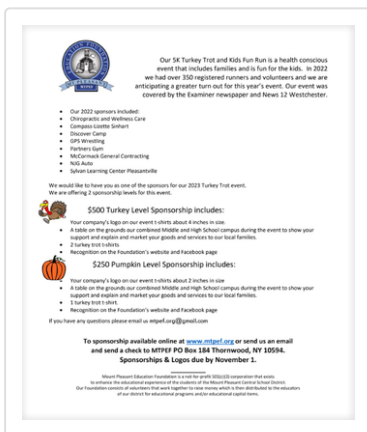 EDUCATION FOUNDATION
MTPEF
Our 5K Turkey Trot and Kids Fun Run is a health conscious
event that includes families and is fun for the kids. In 2022
we had over 350 registered runners and volunteers and we are
anticipating a greater turn out for this year's event. Our event was
covered by the Examiner newspaper and News 12 Westchester.
• Our 2022 sponsors included:
• Chiropractic and Wellness Care
• Compass-Lizette Sinhart
• Discover Camp
• GPS Wrestling
• Partners Gym
• McCormack General Contracting
• NJG Auto
• Sylvan Learning Center Pleasantville
We would like to have you as one of the sponsors for our 2023 Turkey Trot event.
We are offering 2 sponsorship levels for this event.
$500 Turkey Level Sponsorship includes:
Your company's logo on our event t-shirts about 4 inches in size.
• A table on the grounds our combined Middle and High School campus during the event to show your
support and explain and market your goods and services to our local families.
• 2 turkey trot t-shirts
• Recognition on the Foundation's website and Facebook page
$250 Pumpkin Level Sponsorship includes:
Your company's logo on our event t-shirts about 2 inches in size
• A table on the grounds our combined Middle and High School campus during the event to show your
support and explain and market your goods and services to our local families.
• 1 turkey trot t-shirt.
• Recognition on the Foundation's website and Facebook page
If you have any questions please email us mtpef.org@gmail.com
To sponsorship available online at www.mtpef.org or send us an email
and send a check to MTPEF PO Box 184 Thornwood, NY 10594.
Sponsorships & Logos due by November 1.
Mount Pleasant Education Foundation is a not-for-profit 501(c)(3) corporation that exists
to enhance the educational experience of the students of the Mount Pleasant Central School District.
Our Foundation consists of volunteers that work together to raise money which is then distributed to the educators
of our district for educational programs and/or educational capital items.